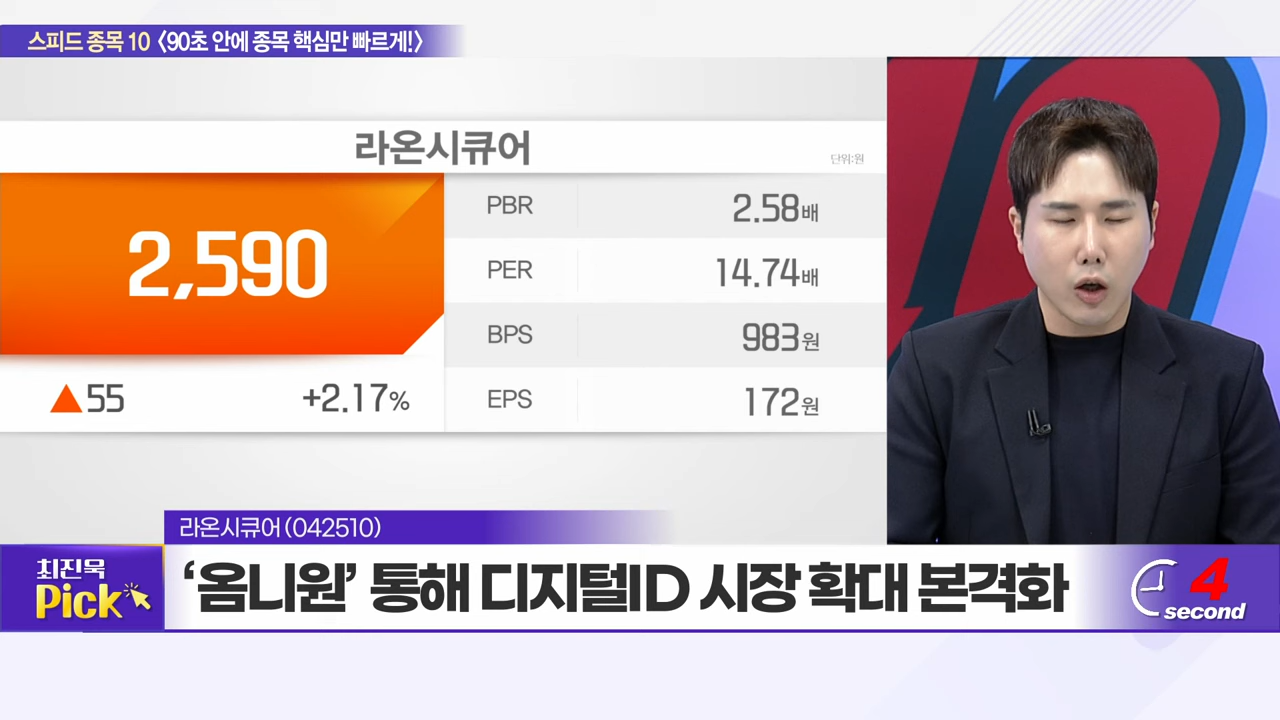 스피드 종목 10 〈90초 안에 종목 핵심만 빠르게!〉
라온시큐어
단위:원
2,590
▲55 +2.17%
PBR 2.58배
PER 14.74배
BPS 983원
EPS 172원
라온시큐어(042510)
최진욱
Pick
‘옴니원’ 통해 디지털ID 시장 확대 본격화
4
second